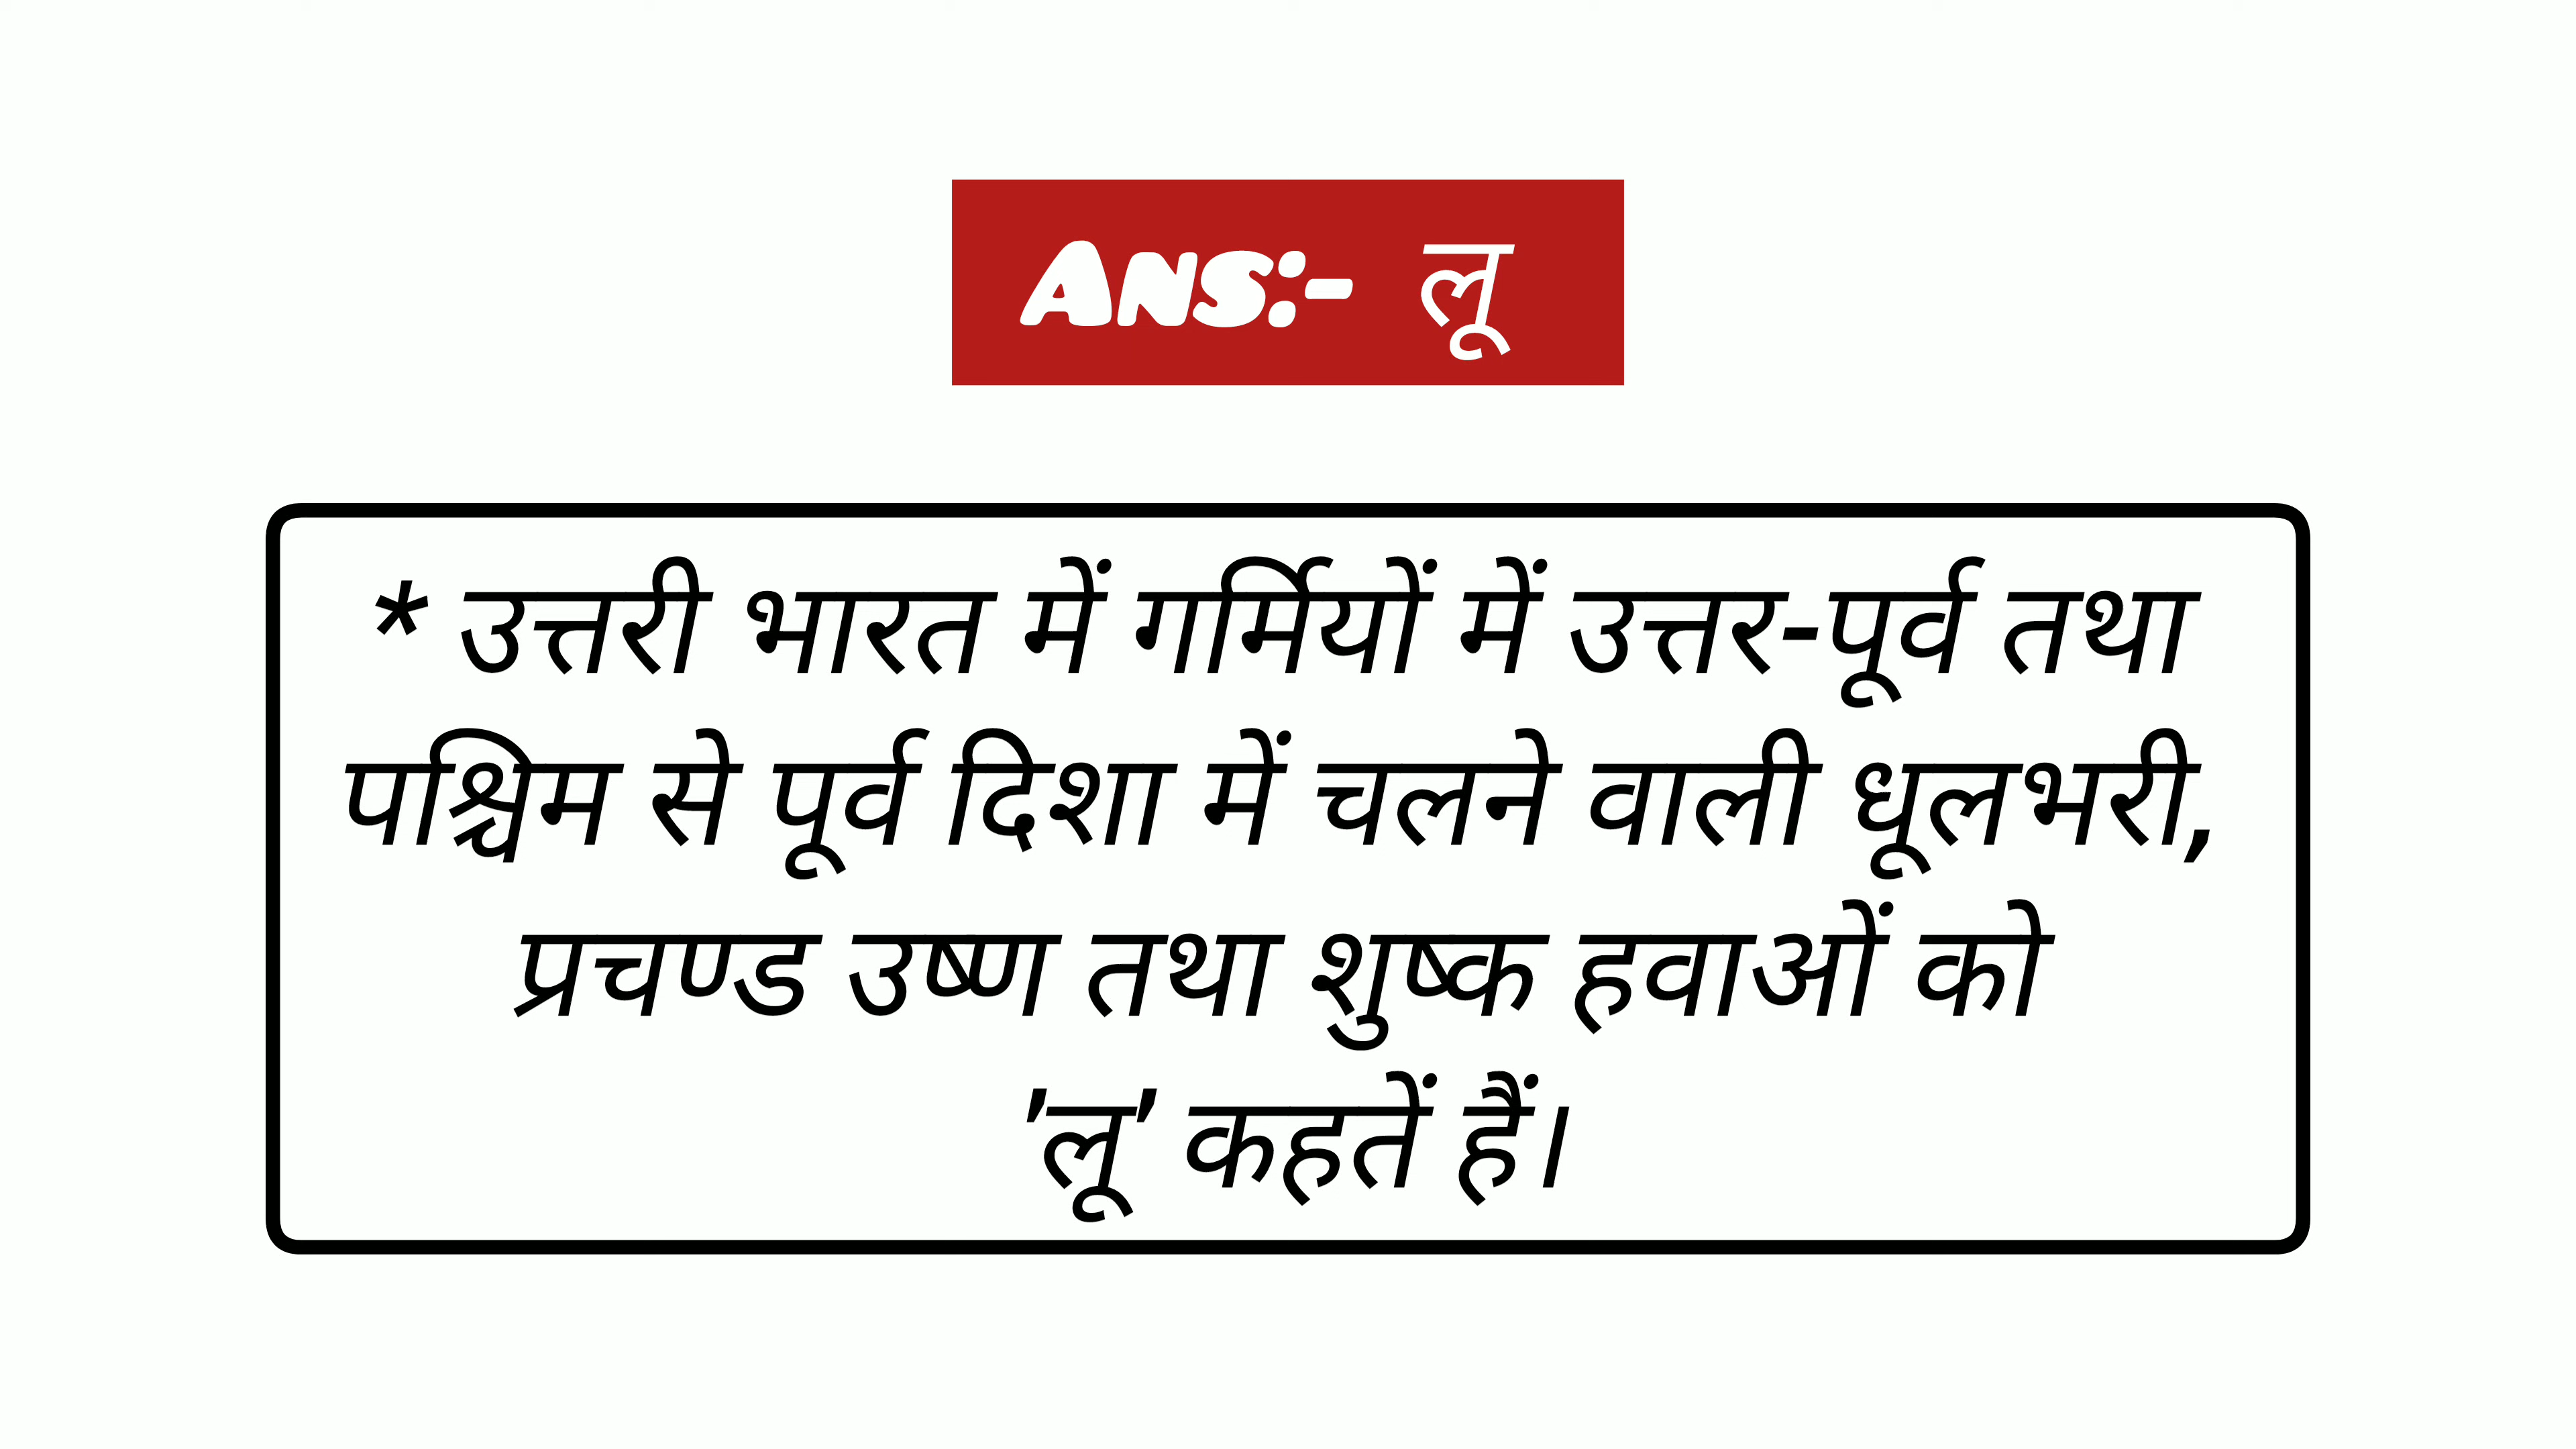 Ans:- लू
* उत्तरी भारत में गर्मियों में उत्तर-पूर्व तथा
पश्चिम से पूर्व दिशा में चलने वाली धूलभरी,
प्रचण्ड उष्ण तथा शुष्क हवाओं को
'लू' कहतें हैं।